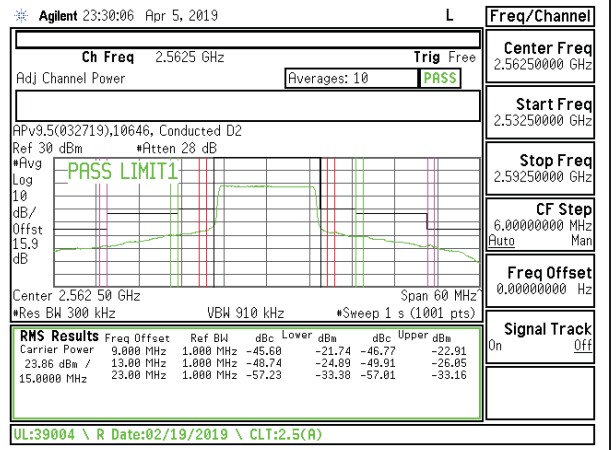 Agilent 23:30:06 Apr 5, 2019 L
Freq/Channel
Ch Freq 2.5625 GHz Trig Free
Adj Channel Power Averages: 10 PASS
Center Freq
2.56250000 GHz
Start Freq
2.53250000 GHz
Stop Freq
2.59250000 GHz
CF Step
6.00000000 MHz
Auto Man
Freq Offset
0.00000000 Hz
Signal Track
On Off
APv9.5(032719),10646, Conducted D2
Ref 30 dBm #Atten 28 dB
#Avg
Log
10
dB/
Offst
15.9
dB
PASS LIMIT1
Center 2.562 50 GHz Span 60 MHz^
#Res BW 300 kHz VBW 910 kHz #Sweep 1 s (1001 pts)
RMS Results Freq Offset Ref BW dBc Lower dBm dBc Upper dBm
Carrier Power 9.000 MHz 1.000 MHz -45.60 -21.74 -46.77 -22.91
23.86 dBm / 13.00 MHz 1.000 MHz -48.74 -24.89 -49.91 -26.05
15.0000 MHz 23.00 MHz 1.000 MHz -57.23 -33.38 -57.01 -33.16
UL:39004 \ R Date:02/19/2019 \ CLT:2.5(A)